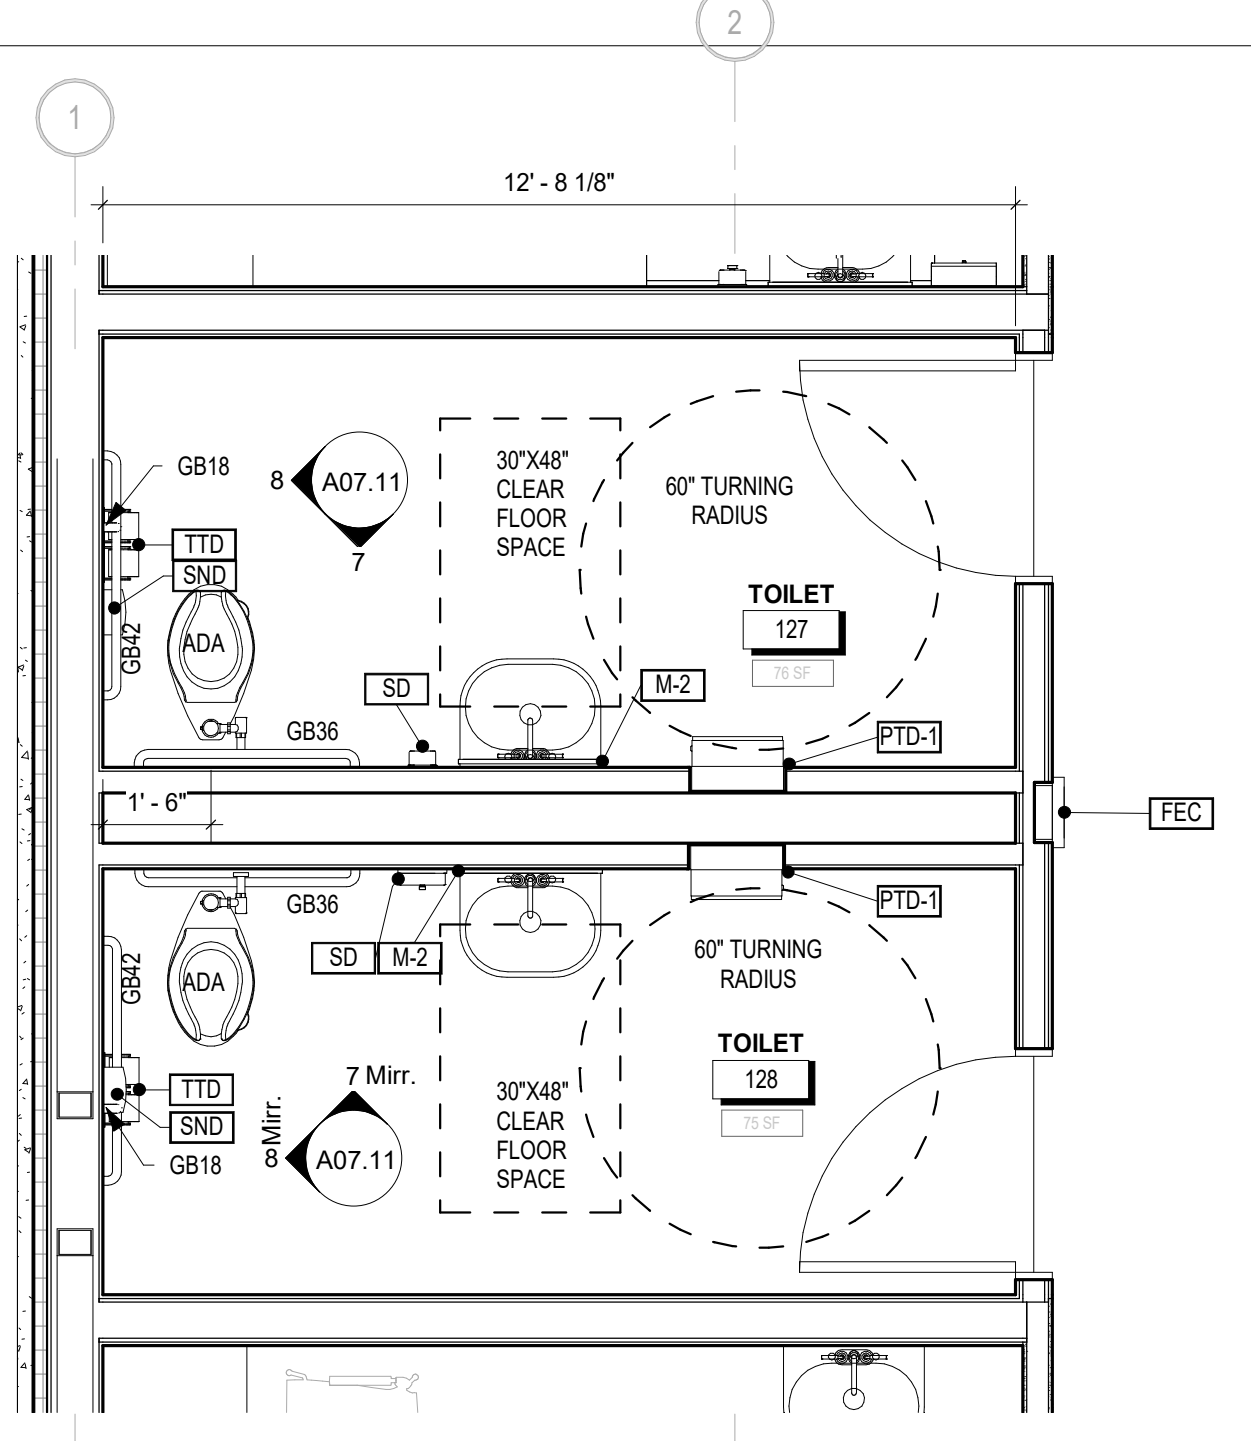 2
1
12' - 8 1/8"
GB18
8
A07.11
7
30"X48"
CLEAR
FLOOR
SPACE
60" TURNING
RADIUS
TTD
SND
TOILET
127
76 SF
GB42
ADA
SD
M-2
GB36
PTD-1
1' - 6"
FEC
GB36
PTD-1
SD
M-2
60" TURNING
RADIUS
GB42
ADA
TOILET
128
75 SF
TTD
SND
GB18
7 Mirr.
8 Mirr.
A07.11
30"X48"
CLEAR
FLOOR
SPACE